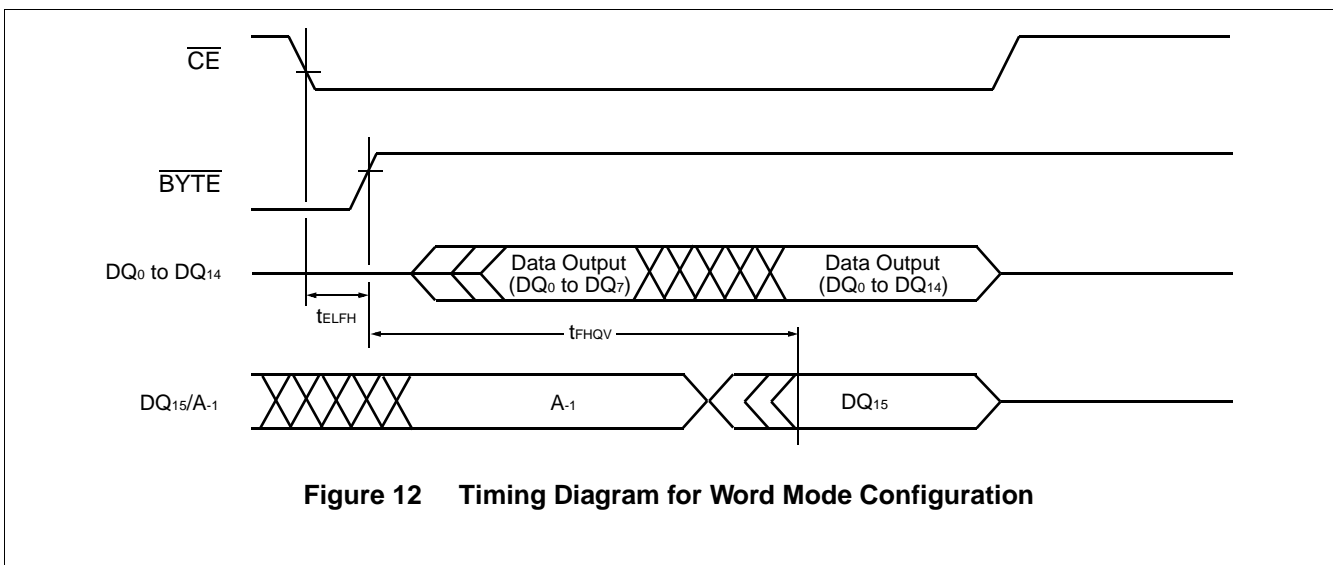 CE
BYTE
DQ0 to DQ14
Data Output
(DQ0 to DQ7)
Data Output
(DQ0 to DQ14)
tELFH
tFHQV
DQ15/A-1
A-1
DQ15
Figure 12 Timing Diagram for Word Mode Configuration